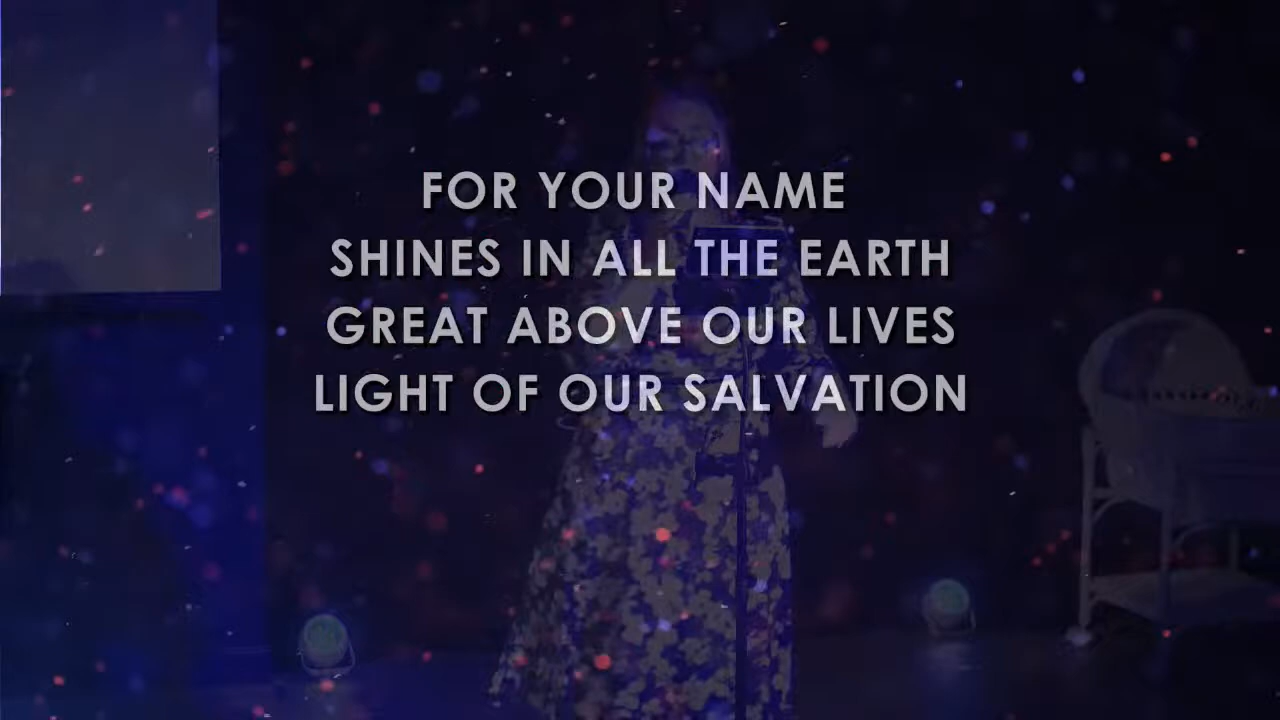 FOR YOUR NAME
SHINES IN ALL THE EARTH
GREAT ABOVE OUR LIVES
LIGHT OF OUR SALVATION